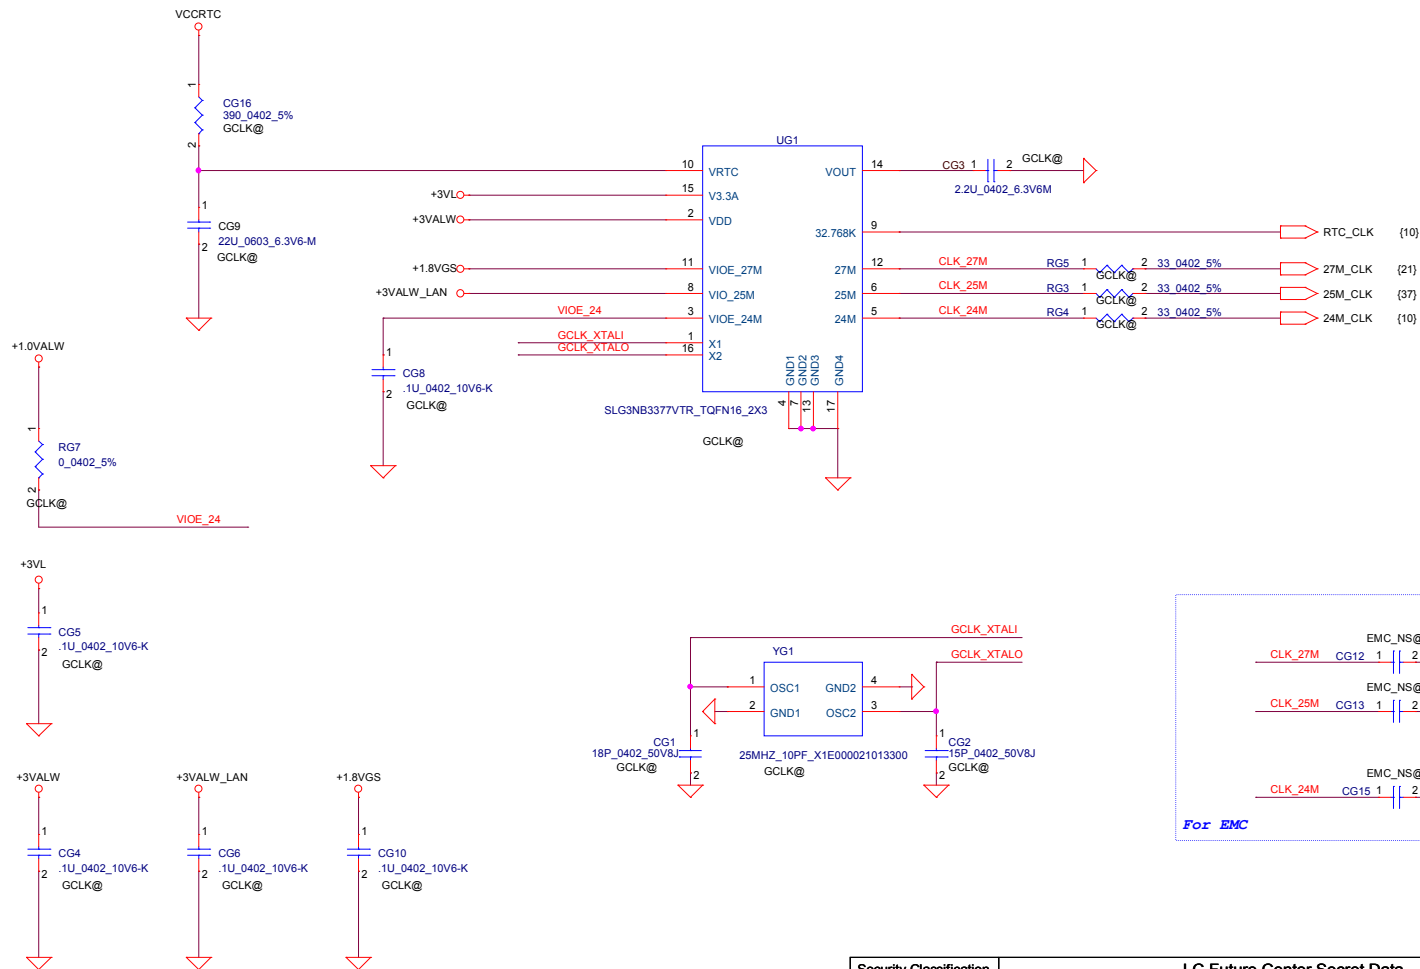 VCCRTC
1
CG16
390_0402_5%
GCLK@
2
1
CG9
22U_0603_6.3V6-M
2
GCLK@
UG1
10 VRTC
15 V3.3A
+3VL
2 VDD
+3VALW
11 VIOE_27M
+1.8VGS
8 VIO_25M
+3VALW_LAN
3 VIOE_24M
VIOE_24
1 X1
GCLK_XTALI
16 X2
GCLK_XTALO
VOUT 14
CG3 1 2 GCLK@
2.2U_0402_6.3V6M
32.768K 9
RTC_CLK {10}
27M 12 CLK_27M RG5 1 2 33_0402_5%
GCLK@
27M_CLK {21}
25M 6 CLK_25M RG3 1 2 33_0402_5%
GCLK@
25M_CLK {37}
24M 5 CLK_24M RG4 1 2 33_0402_5%
GCLK@
24M_CLK {10}
GND1 GND2 GND3 GND4
4 7 13 17
SLG3NB3377VTR_TQFN16_2X3
GCLK@
1
CG8
.1U_0402_10V6-K
2
GCLK@
+1.0VALW
1
RG7
0_0402_5%
2
GCLK@
VIOE_24
+3VL
1
CG5
.1U_0402_10V6-K
2
GCLK@
GCLK_XTALI
GCLK_XTALO
YG1
1 OSC1 GND2 4
2 GND1 OSC2 3
25MHZ_10PF_X1E000021013300
GCLK@
1
CG1
18P_0402_50V8J
GCLK@
2
1
CG2
15P_0402_50V8J
GCLK@
2
EMC_NS@
CLK_27M CG12 1 2
EMC_NS@
CLK_25M CG13 1 2
EMC_NS@
CLK_24M CG15 1 2
For EMC
+3VALW
1
CG4
.1U_0402_10V6-K
2
GCLK@
+3VALW_LAN
1
CG6
.1U_0402_10V6-K
2
GCLK@
+1.8VGS
1
CG10
.1U_0402_10V6-K
2
GCLK@
Security Classification
LC Future Center Secret Data